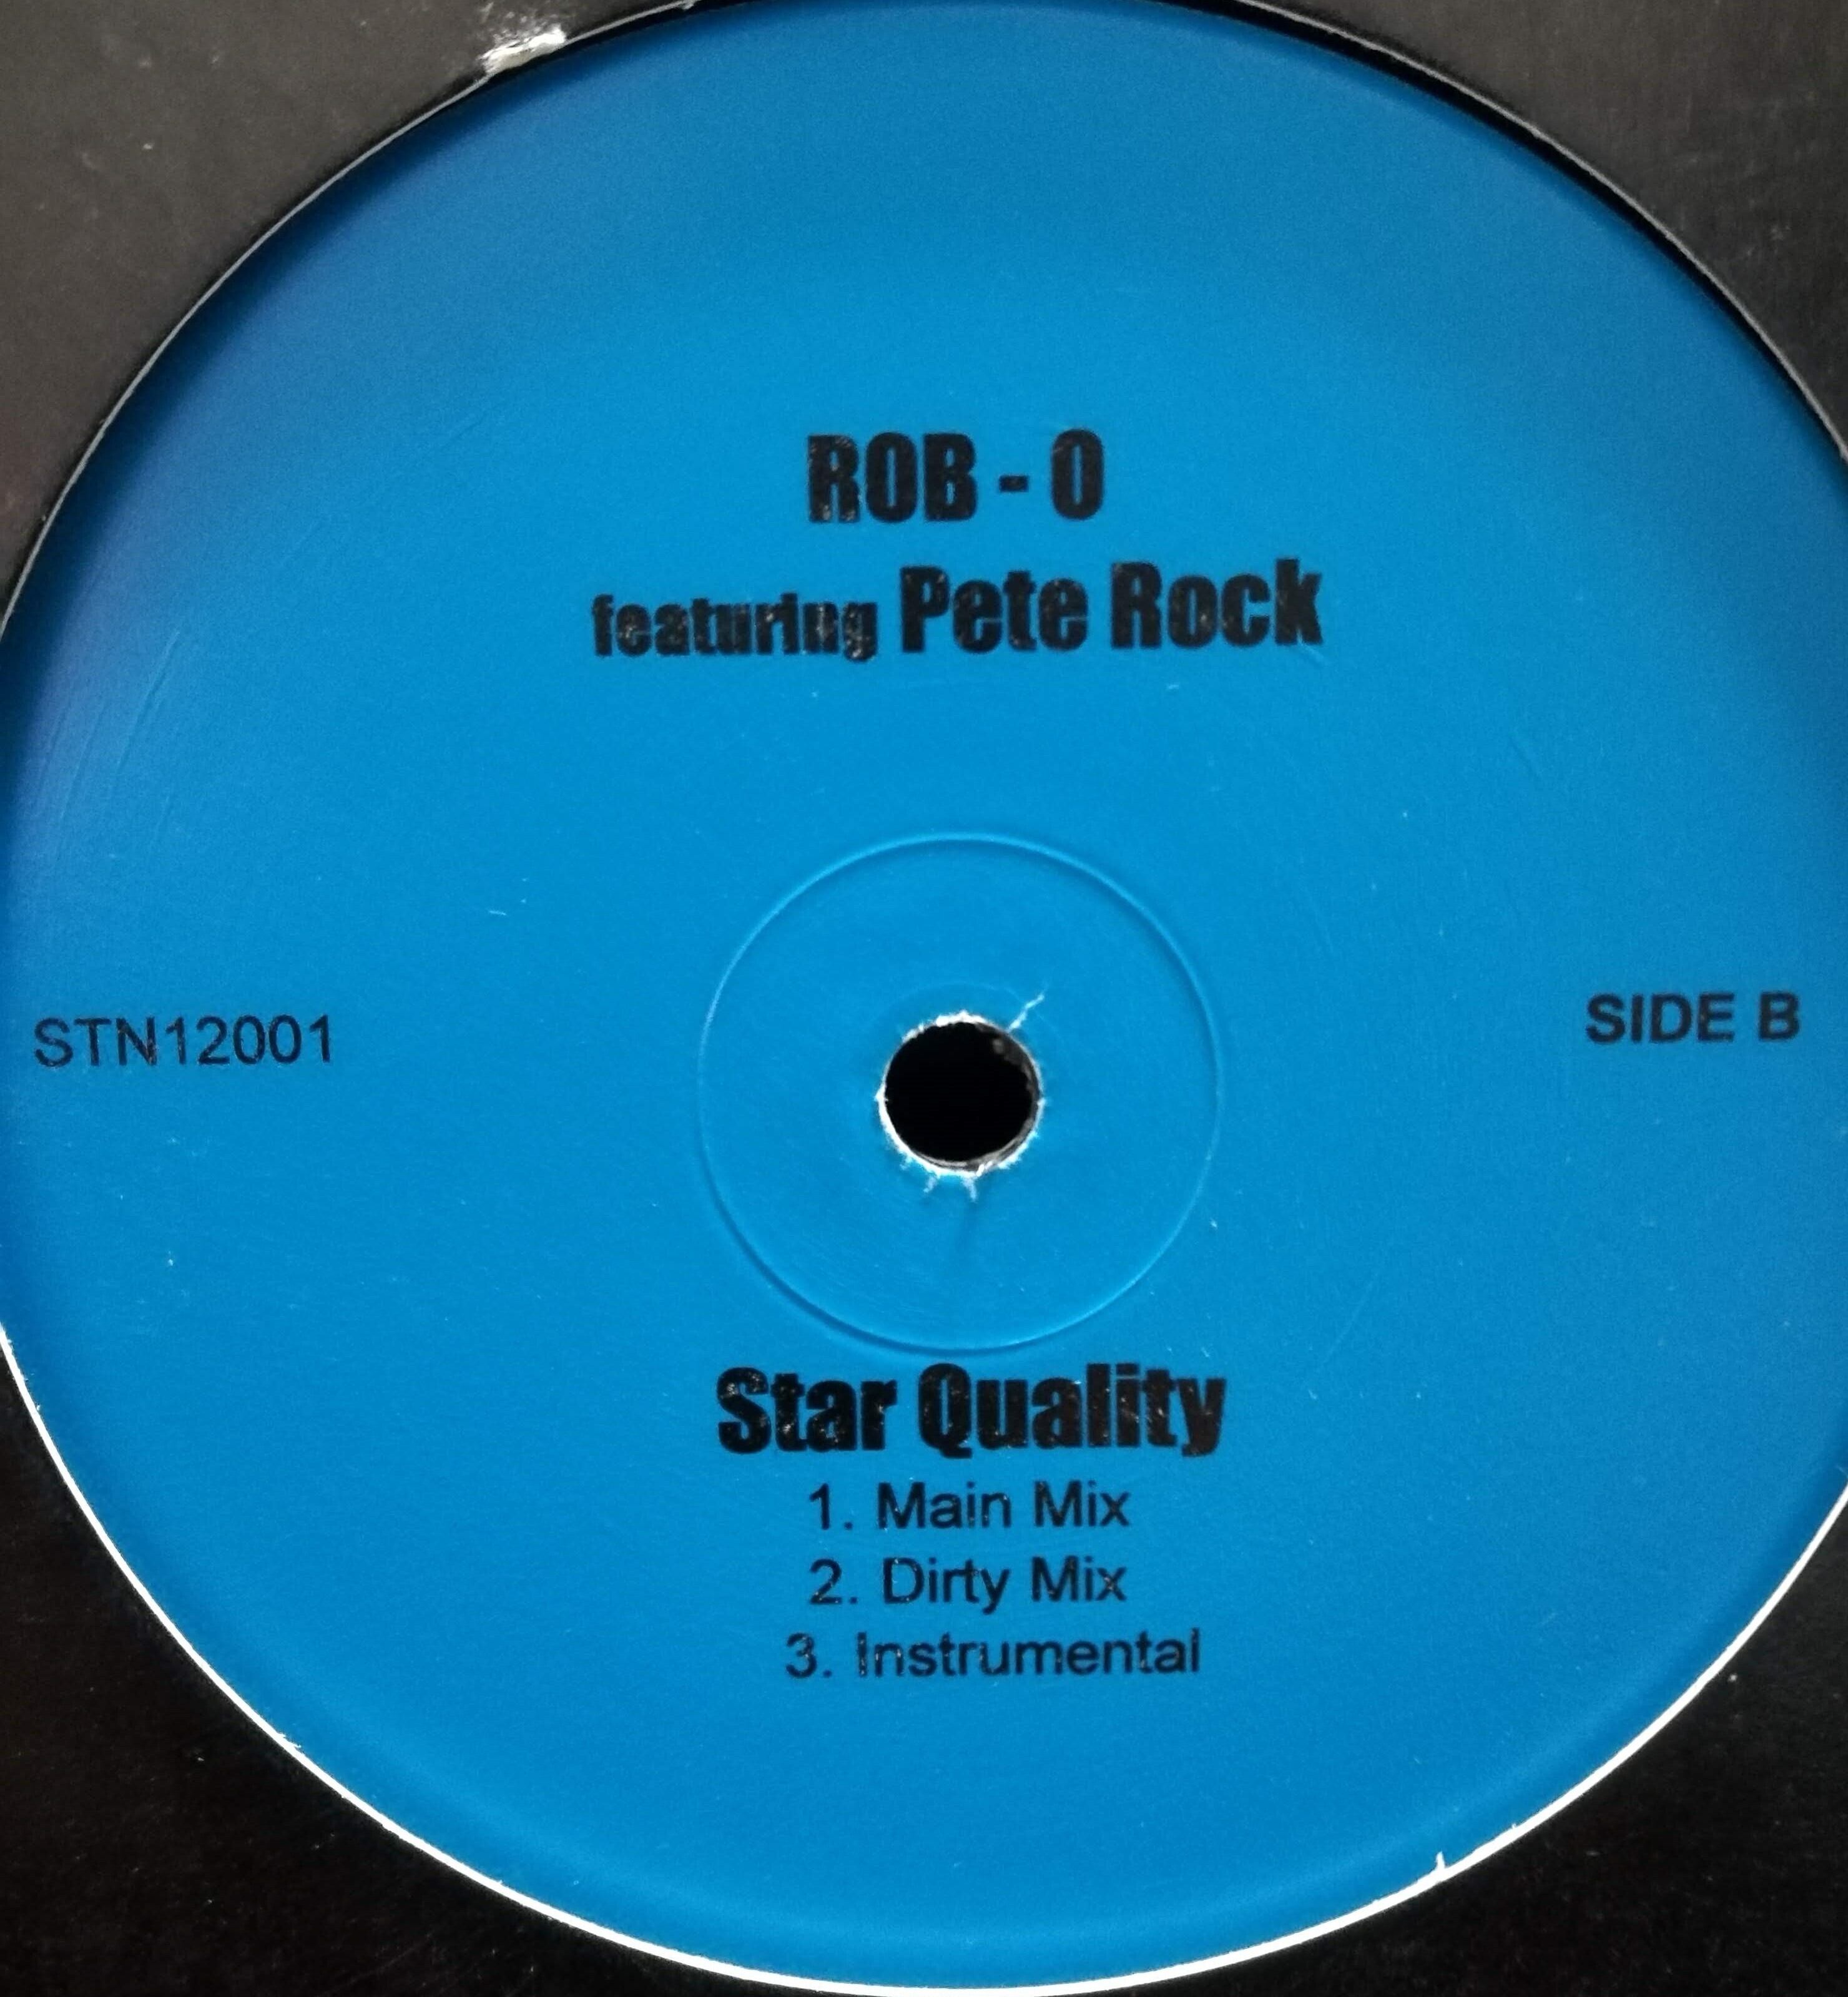 ROB - O
featuring Pete Rock
STN12001
SIDE B
Star Quality
1. Main Mix
2. Dirty Mix
3. Instrumental